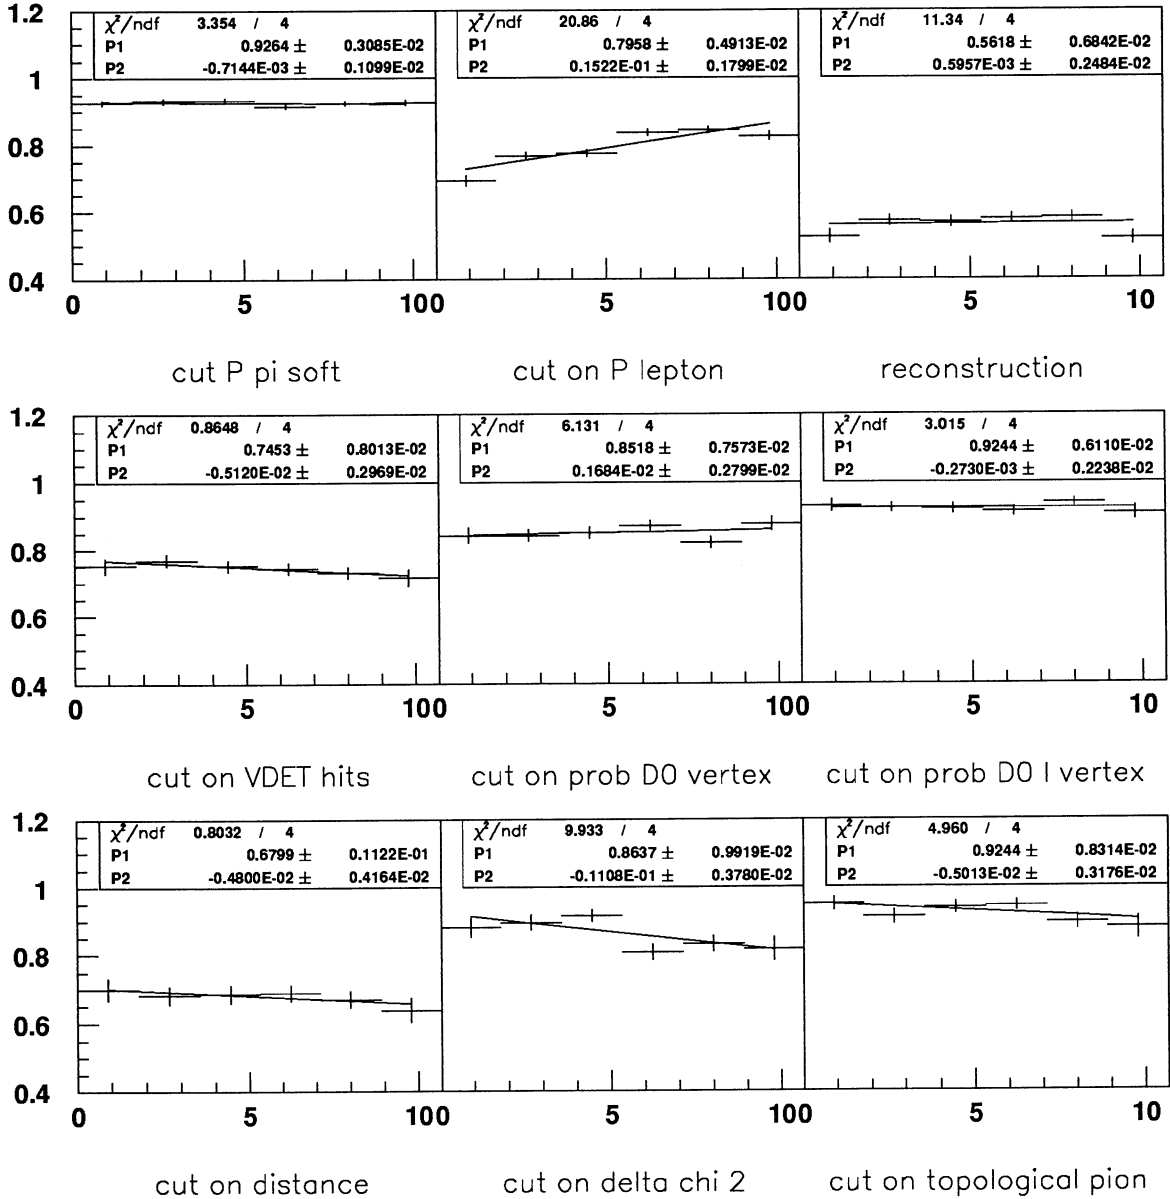 1.2
χ²/ndf 3.354 / 4
P1 0.9264 ± 0.3085E-02
P2 -0.7144E-03 ± 0.1099E-02
χ²/ndf 20.86 / 4
P1 0.7958 ± 0.4913E-02
P2 0.1522E-01 ± 0.1799E-02
χ²/ndf 11.34 / 4
P1 0.5618 ± 0.6842E-02
P2 0.5957E-03 ± 0.2484E-02
1
0.8
0.6
0.4
0 5 100 5 100 5 10
cut P pi soft
cut on P lepton
reconstruction
1.2
χ²/ndf 0.8648 / 4
P1 0.7453 ± 0.8013E-02
P2 -0.5120E-02 ± 0.2969E-02
χ²/ndf 6.131 / 4
P1 0.8518 ± 0.7573E-02
P2 0.1684E-02 ± 0.2799E-02
χ²/ndf 3.015 / 4
P1 0.9244 ± 0.6110E-02
P2 -0.2730E-03 ± 0.2238E-02
1
0.8
0.6
0.4
0 5 100 5 100 5 10
cut on VDET hits
cut on prob D0 vertex
cut on prob D0 l vertex
1.2
χ²/ndf 0.8032 / 4
P1 0.6799 ± 0.1122E-01
P2 -0.4800E-02 ± 0.4164E-02
χ²/ndf 9.933 / 4
P1 0.8637 ± 0.9919E-02
P2 -0.1108E-01 ± 0.3780E-02
χ²/ndf 4.960 / 4
P1 0.9244 ± 0.8314E-02
P2 -0.5013E-02 ± 0.3176E-02
1
0.8
0.6
0.4
0 5 100 5 100 5 10
cut on distance
cut on delta chi 2
cut on topological pion